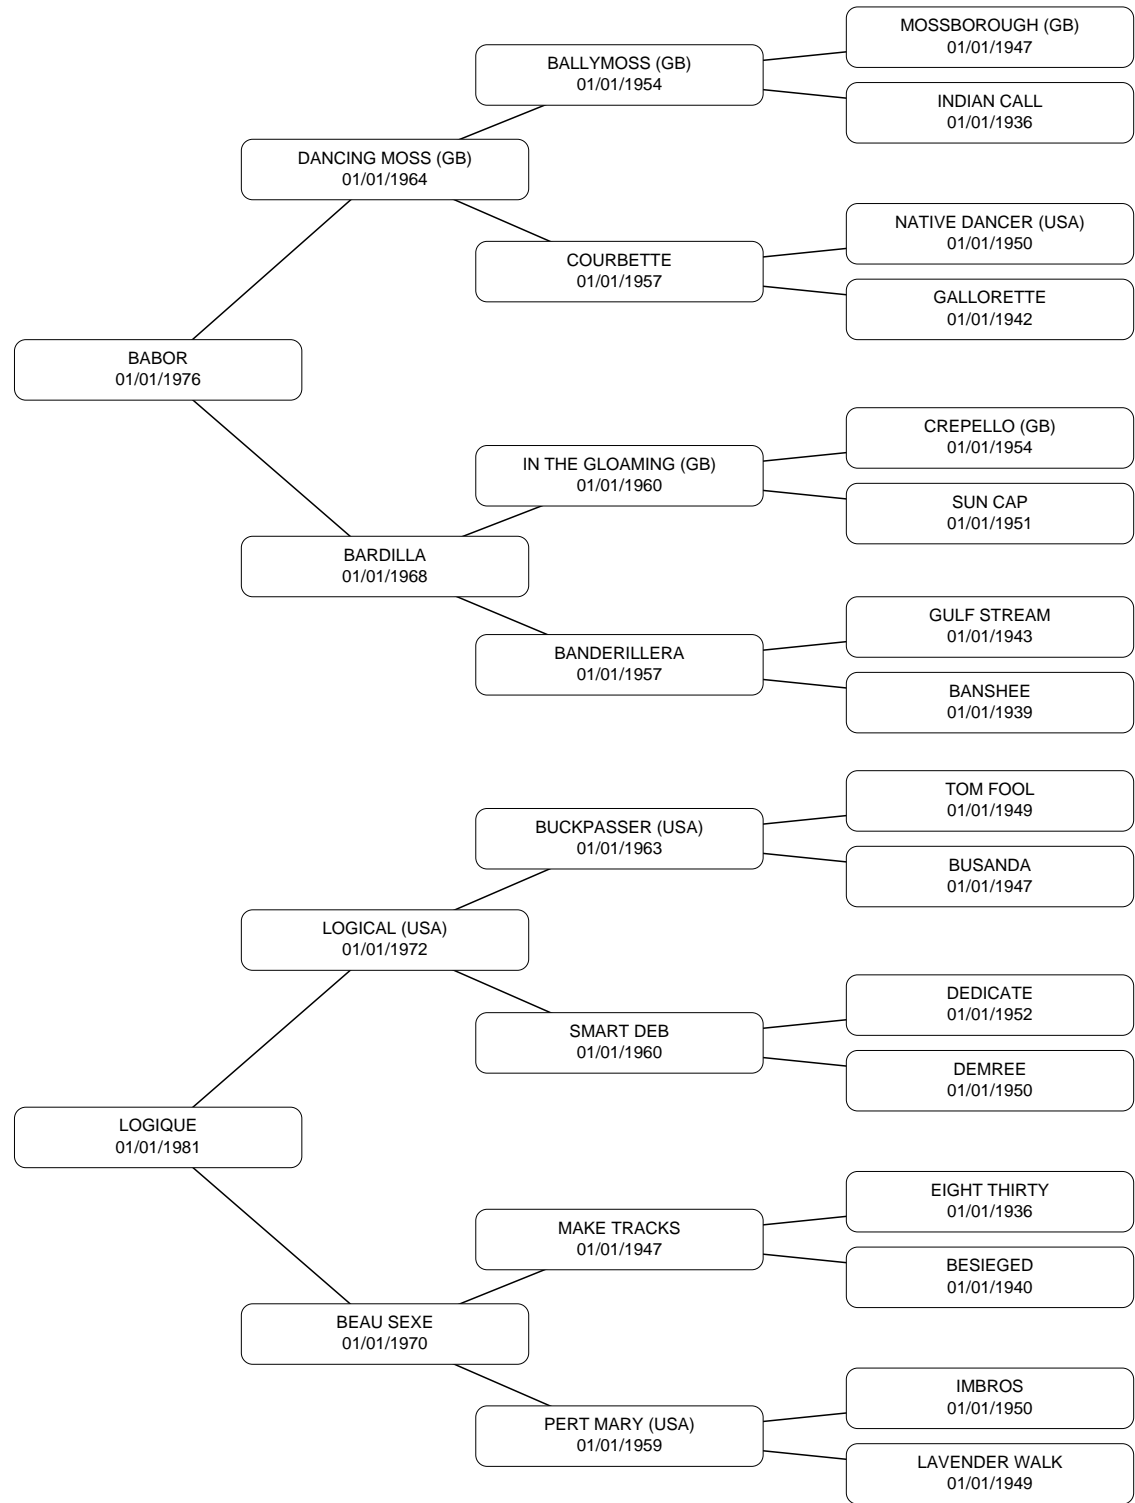 MOSSBOROUGH (GB)
01/01/1947
BALLYMOSS (GB)
01/01/1954
INDIAN CALL
01/01/1936
DANCING MOSS (GB)
01/01/1964
NATIVE DANCER (USA)
01/01/1950
COURBETTE
01/01/1957
GALLORETTE
01/01/1942
BABOR
01/01/1976
CREPELLO (GB)
01/01/1954
IN THE GLOAMING (GB)
01/01/1960
SUN CAP
01/01/1951
BARDILLA
01/01/1968
GULF STREAM
01/01/1943
BANDERILLERA
01/01/1957
BANSHEE
01/01/1939
TOM FOOL
01/01/1949
BUCKPASSER (USA)
01/01/1963
BUSANDA
01/01/1947
LOGICAL (USA)
01/01/1972
DEDICATE
01/01/1952
SMART DEB
01/01/1960
DEMREE
01/01/1950
LOGIQUE
01/01/1981
EIGHT THIRTY
01/01/1936
MAKE TRACKS
01/01/1947
BESIEGED
01/01/1940
BEAU SEXE
01/01/1970
IMBROS
01/01/1950
PERT MARY (USA)
01/01/1959
LAVENDER WALK
01/01/1949